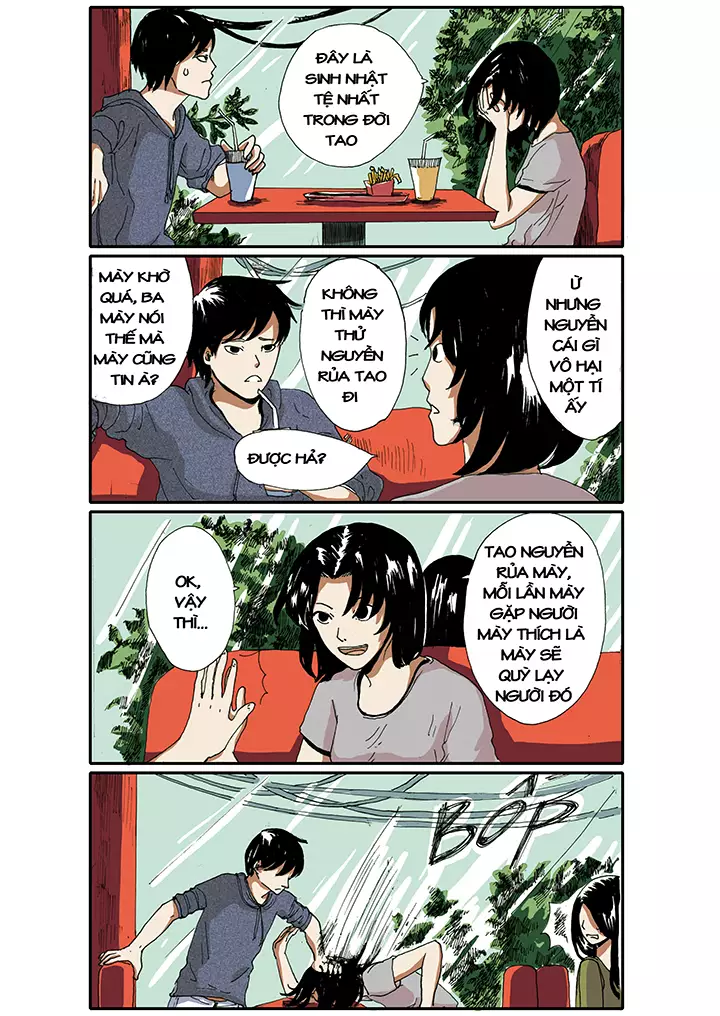 ĐÂY LÀ
SINH NHẬT
TỆ NHẤT
TRONG ĐỜI
TAO
MÀY KHỜ
QUÁ, BA
MÀY NÓI
THẾ MÀ
MÀY CŨNG
TIN À?
KHÔNG
THÌ MÀY
THỬ
NGUYỀN
RỦA TAO
ĐI
Ừ
NHƯNG
NGUYỀN
CÁI GÌ
VÔ HẠI
MỘT TÍ
ẤY
ĐƯỢC HẢ?
OK,
VẬY
THÌ...
TAO NGUYỀN
RỦA MÀY,
MỖI LẦN MÀY
GẶP NGƯỜI
MÀY THÍCH LÀ
MÀY SẼ
QUỲ LẠY
NGƯỜI ĐÓ
BỐP